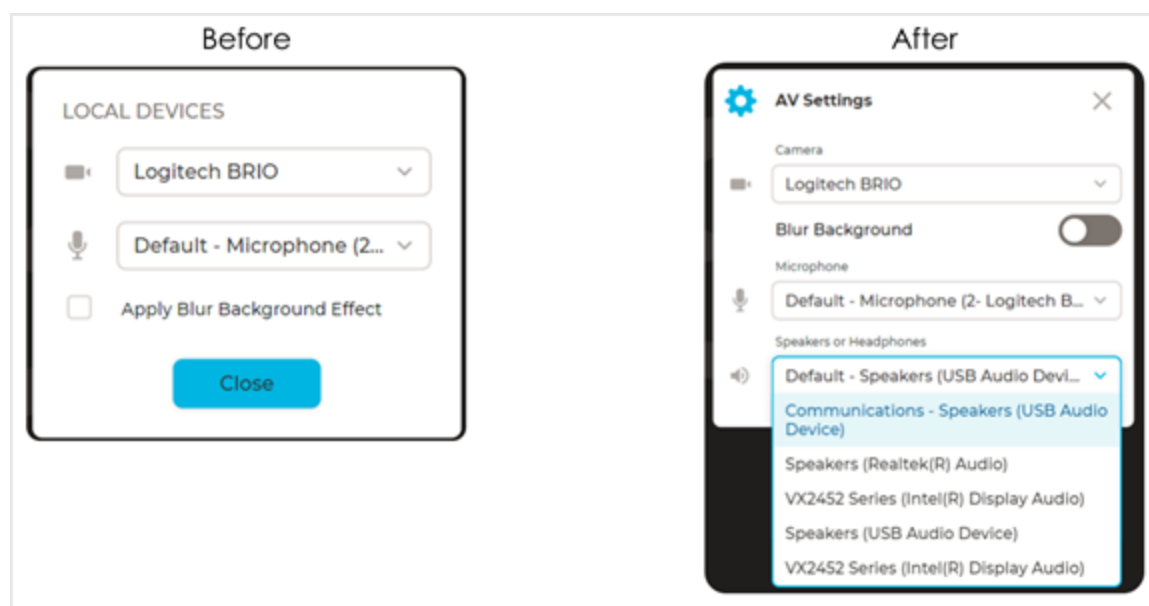 Before
LOCAL DEVICES
Logitech BRIO
Default - Microphone (2...
Apply Blur Background Effect
Close
After
AV Settings
Camera
Logitech BRIO
Blur Background
Microphone
Default - Microphone (2- Logitech B...
Speakers or Headphones
Default - Speakers (USB Audio Devi...
Communications - Speakers (USB Audio
Device)
Speakers (Realtek(R) Audio)
VX2452 Series (Intel(R) Display Audio)
Speakers (USB Audio Device)
VX2452 Series (Intel(R) Display Audio)